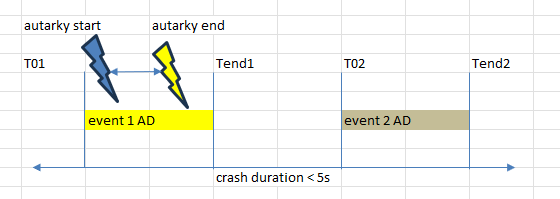 autarky start
autarky end
T01
Tend1
T02
Tend2
event 1 AD
event 2 AD
crash duration < 5s